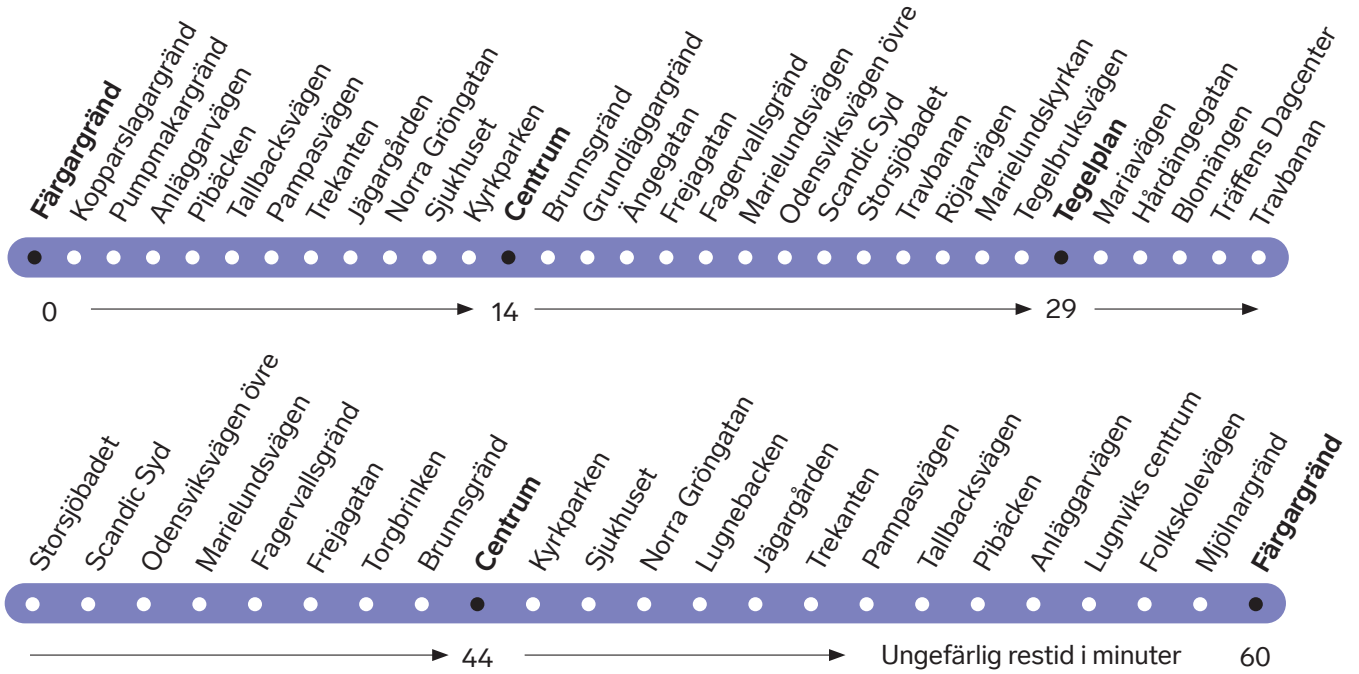 Färgargränd
Kopparslagargränd
Pumpmakargränd
Anläggarvägen
Pibäcken
Tallbacksvägen
Pampasvägen
Trekanten
Jägargården
Norra Gröngatan
Sjukhuset
Kyrkparken
Centrum
Brunnsgränd
Grundläggargränd
Ängegatan
Frejagatan
Fagervallsgränd
Marielundsvägen
Odensviksvägen övre
Scandic Syd
Storsjöbadet
Travbanan
Röjarvägen
Marielundskyrkan
Tegelbruksvägen
Tegelplan
Mariavägen
Hårdängegatan
Blomängen
Träffens Dagcenter
Travbanan
0 14 29
Storsjöbadet
Scandic Syd
Odensviksvägen övre
Marielundsvägen
Fagervallsgränd
Frejagatan
Torgbrinken
Brunnsgränd
Centrum
Kyrkparken
Sjukhuset
Norra Gröngatan
Lugnebacken
Jägargården
Trekanten
Pampasvägen
Tallbacksvägen
Pibäcken
Anläggarvägen
Lugnviks centrum
Folkskolevägen
Mjölnargränd
Färgargränd
44 Ungefärlig restid i minuter 60